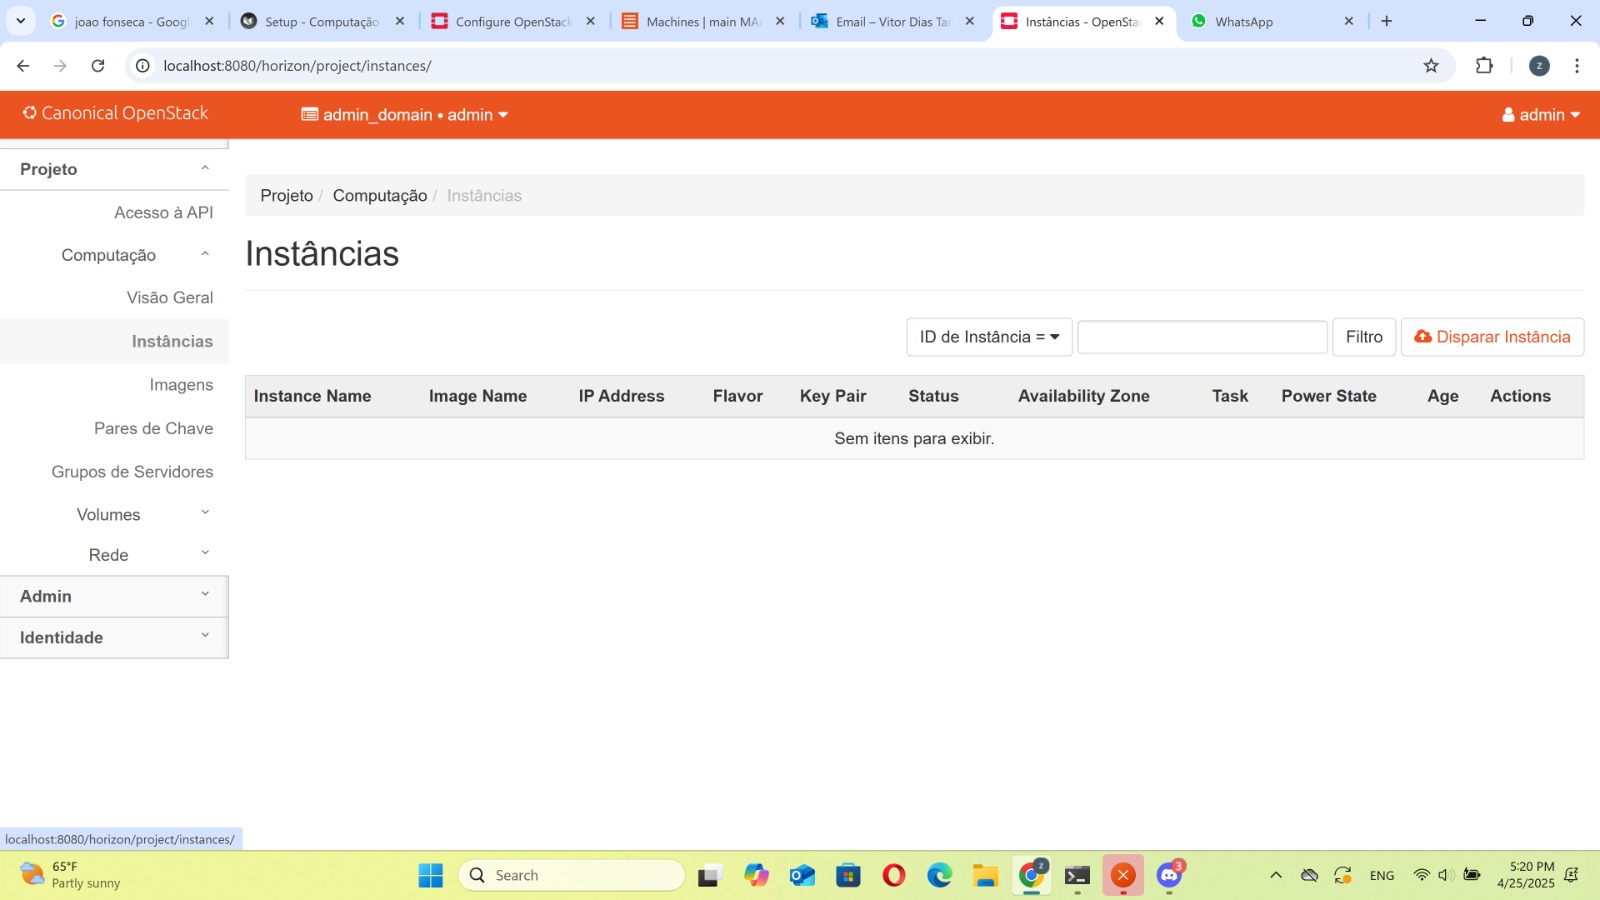 joao fonseca - Googl
Setup - Computação
Configure OpenStack
Machines | main MA
Email – Vitor Dias Tar
Instâncias - OpenSta
WhatsApp
localhost:8080/horizon/project/instances/
z
Canonical OpenStack
admin_domain • admin
admin
Projeto
Acesso à API
Computação
Visão Geral
Instâncias
Imagens
Pares de Chave
Grupos de Servidores
Volumes
Rede
Admin
Identidade
Projeto / Computação / Instâncias
Instâncias
ID de Instância =
Filtro
Disparar Instância
Instance Name Image Name IP Address Flavor Key Pair Status Availability Zone Task Power State Age Actions
Sem itens para exibir.
localhost:8080/horizon/project/instances/
65°F
Partly sunny
Search
z
3
ENG
5:20 PM
4/25/2025